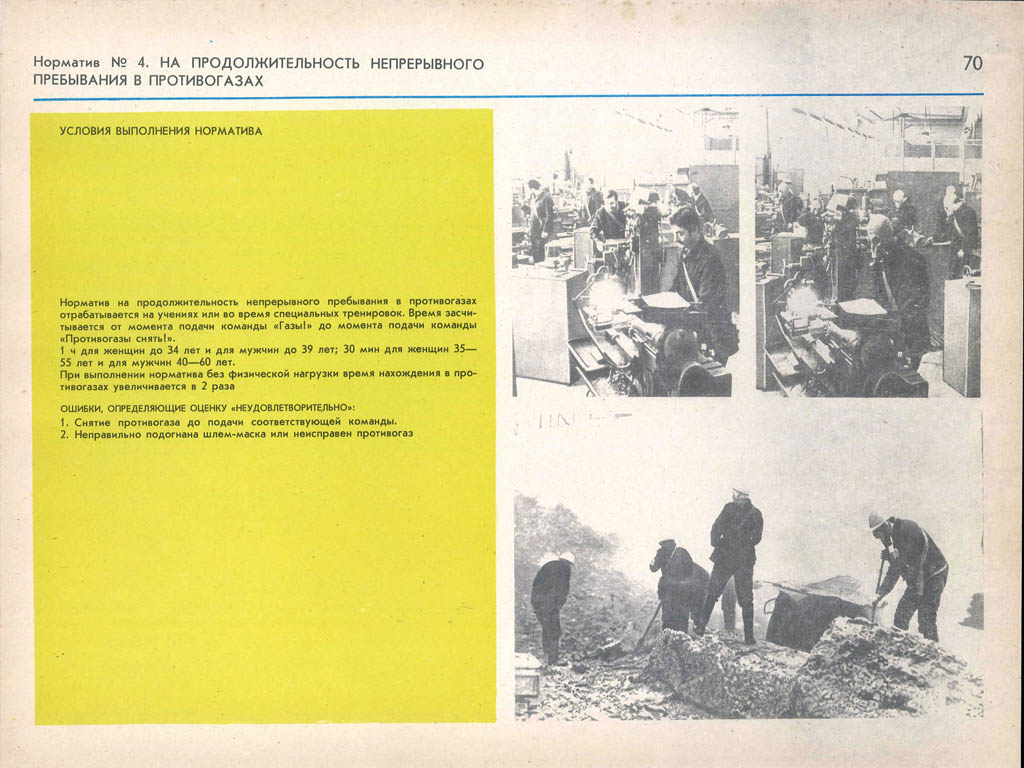 Норматив № 4. НА ПРОДОЛЖИТЕЛЬНОСТЬ НЕПРЕРЫВНОГО
ПРЕБЫВАНИЯ В ПРОТИВОГАЗАХ
70
УСЛОВИЯ ВЫПОЛНЕНИЯ НОРМАТИВА
Норматив на продолжительность непрерывного пребывания в противогазах
отрабатывается на учениях или во время специальных тренировок. Время засчи-
тывается от момента подачи команды «Газы!» до момента подачи команды
«Противогазы снять!».
1 ч для женщин до 34 лет и для мужчин до 39 лет; 30 мин для женщин 35—
55 лет и для мужчин 40—60 лет.
При выполнении норматива без физической нагрузки время нахождения в про-
тивогазах увеличивается в 2 раза
ОШИБКИ, ОПРЕДЕЛЯЮЩИЕ ОЦЕНКУ «НЕУДОВЛЕТВОРИТЕЛЬНО»:
1. Снятие противогаза до подачи соответствующей команды.
2. Неправильно подогнана шлем-маска или неисправен противогаз